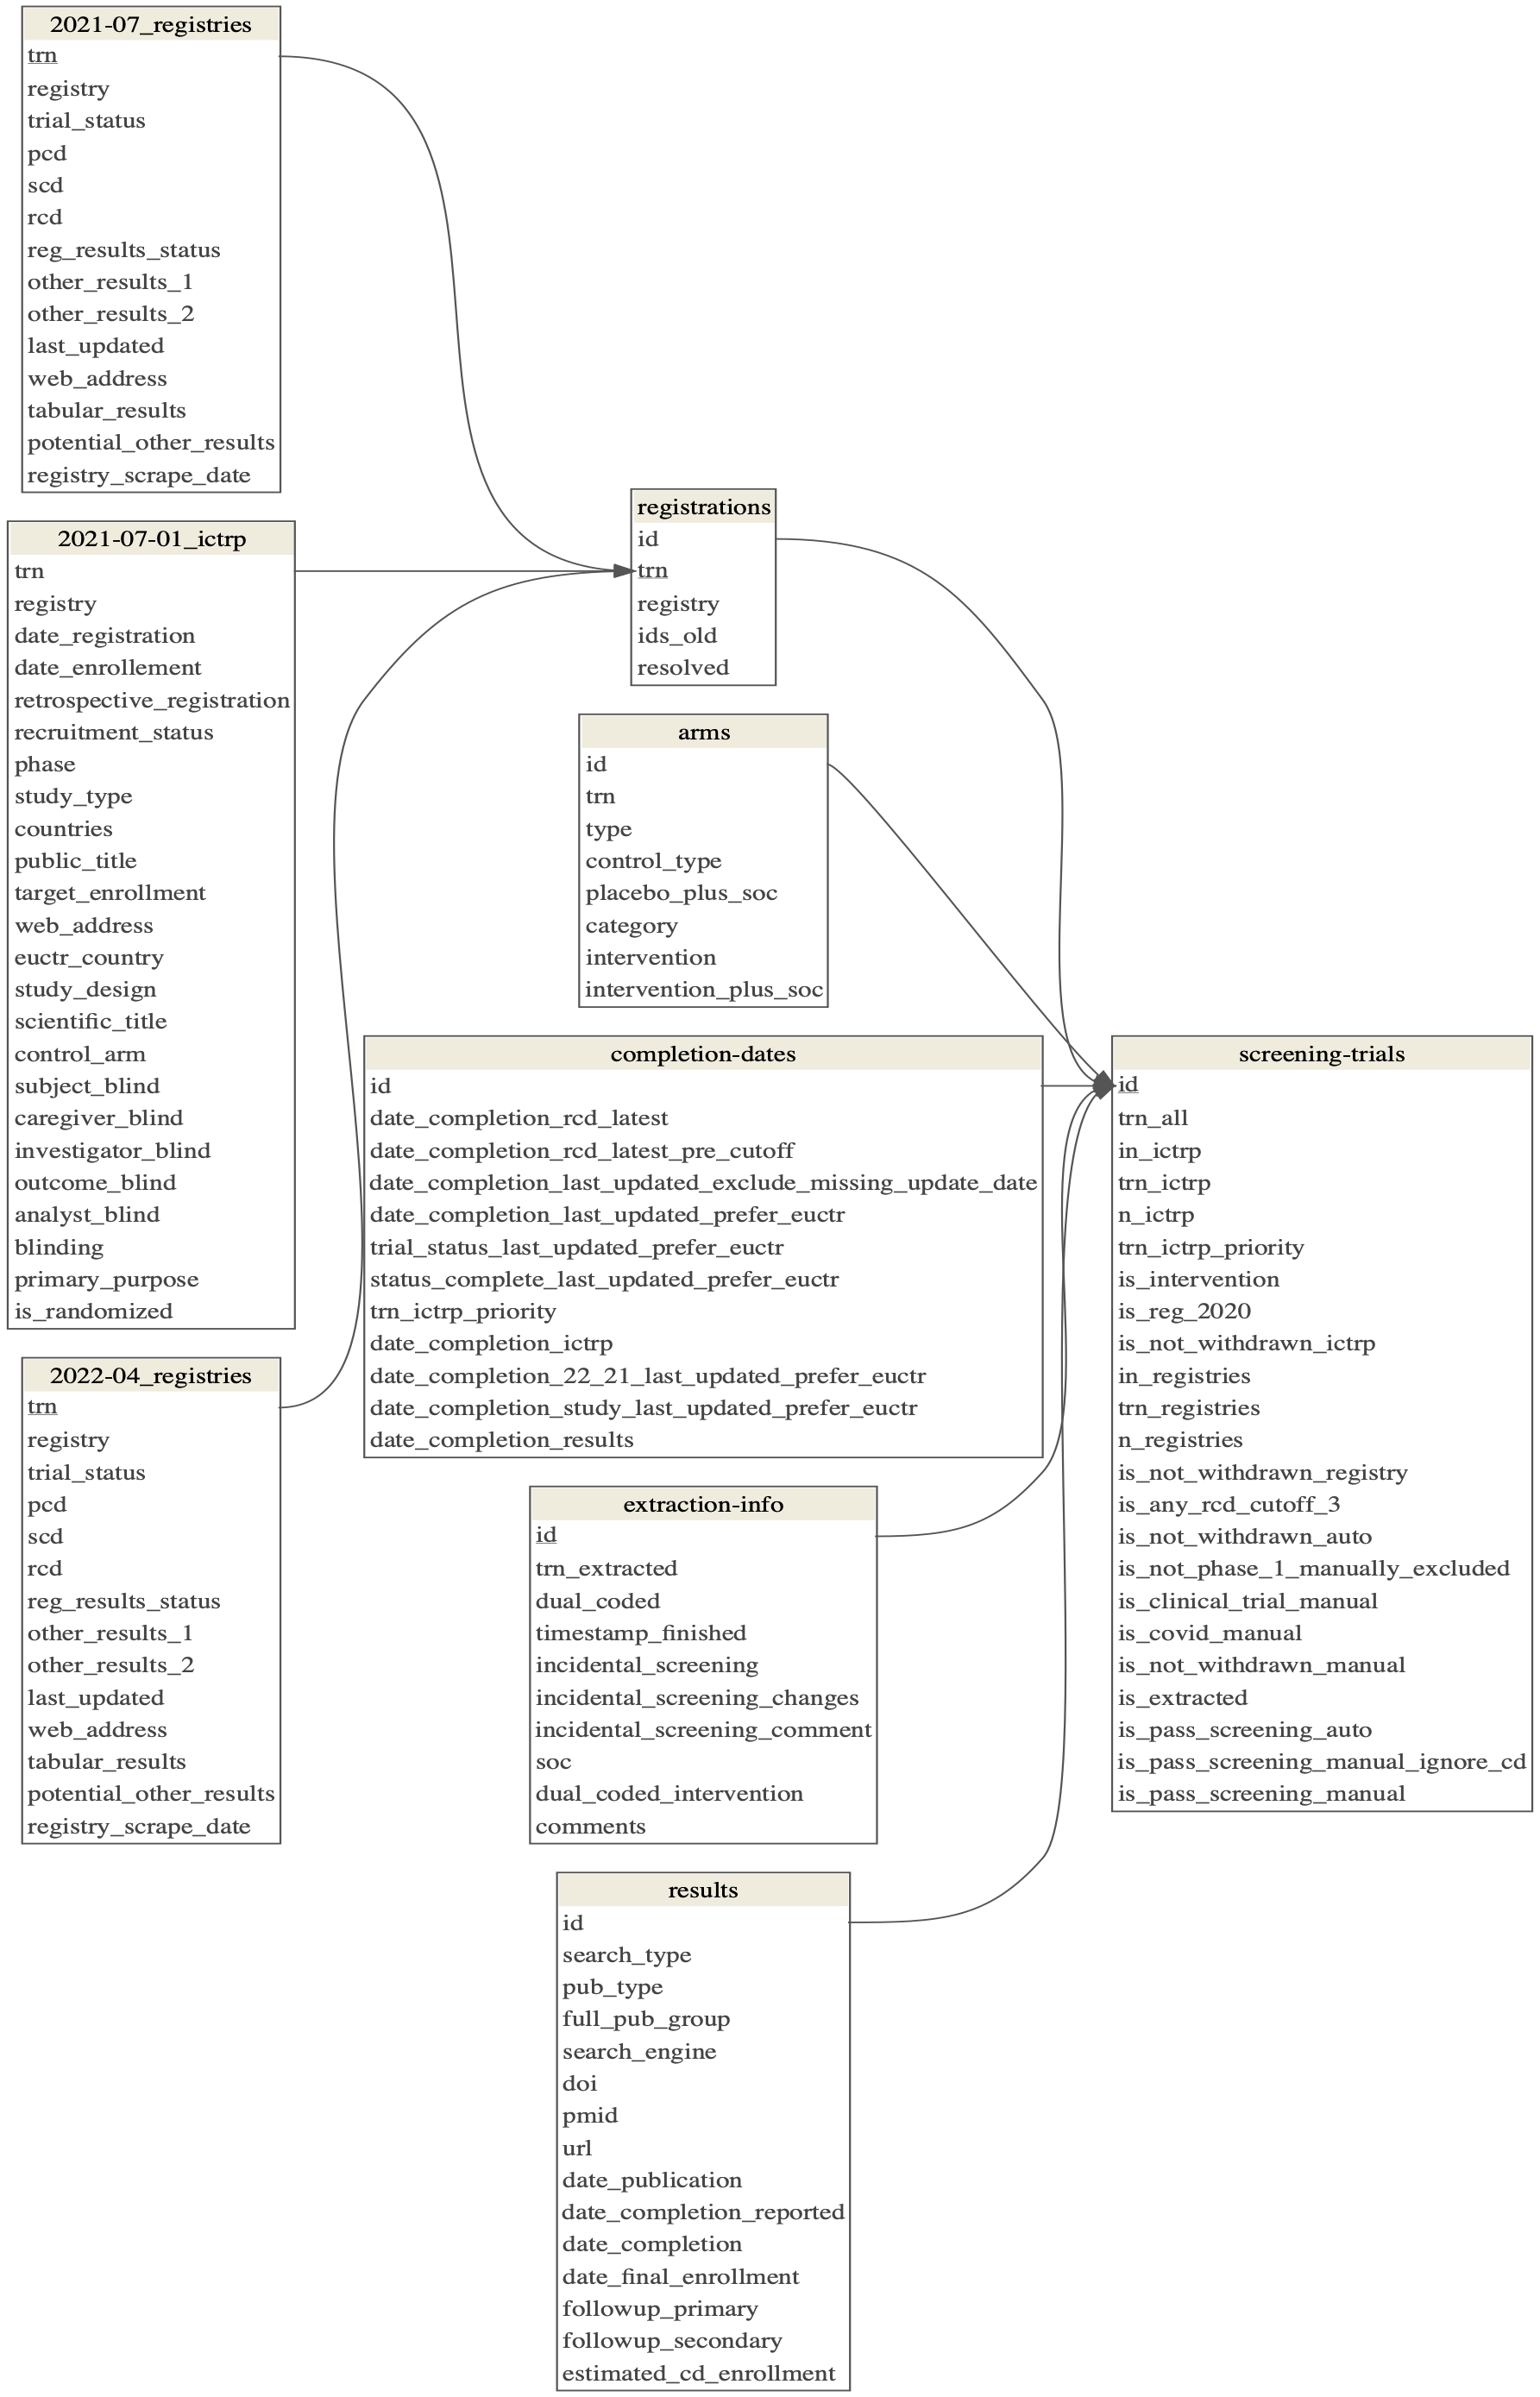 2021-07_registries
trn
registry
trial_status
pcd
scd
rcd
reg_results_status
other_results_1
other_results_2
last_updated
web_address
tabular_results
potential_other_results
registry_scrape_date
2021-07-01_ictrp
trn
registry
date_registration
date_enrollement
retrospective_registration
recruitment_status
phase
study_type
countries
public_title
target_enrollment
web_address
euctr_country
study_design
scientific_title
control_arm
subject_blind
caregiver_blind
investigator_blind
outcome_blind
analyst_blind
blinding
primary_purpose
is_randomized
2022-04_registries
trn
registry
trial_status
pcd
scd
rcd
reg_results_status
other_results_1
other_results_2
last_updated
web_address
tabular_results
potential_other_results
registry_scrape_date
registrations
id
trn
registry
ids_old
resolved
arms
id
trn
type
control_type
placebo_plus_soc
category
intervention
intervention_plus_soc
completion-dates
id
date_completion_rcd_latest
date_completion_rcd_latest_pre_cutoff
date_completion_last_updated_exclude_missing_update_date
date_completion_last_updated_prefer_euctr
trial_status_last_updated_prefer_euctr
status_complete_last_updated_prefer_euctr
trn_ictrp_priority
date_completion_ictrp
date_completion_22_21_last_updated_prefer_euctr
date_completion_study_last_updated_prefer_euctr
date_completion_results
extraction-info
id
trn_extracted
dual_coded
timestamp_finished
incidental_screening
incidental_screening_changes
incidental_screening_comment
soc
dual_coded_intervention
comments
results
id
search_type
pub_type
full_pub_group
search_engine
doi
pmid
url
date_publication
date_completion_reported
date_completion
date_final_enrollment
followup_primary
followup_secondary
estimated_cd_enrollment
screening-trials
id
trn_all
in_ictrp
trn_ictrp
n_ictrp
trn_ictrp_priority
is_intervention
is_reg_2020
is_not_withdrawn_ictrp
in_registries
trn_registries
n_registries
is_not_withdrawn_registry
is_any_rcd_cutoff_3
is_not_withdrawn_auto
is_not_phase_1_manually_excluded
is_clinical_trial_manual
is_covid_manual
is_not_withdrawn_manual
is_extracted
is_pass_screening_auto
is_pass_screening_manual_ignore_cd
is_pass_screening_manual